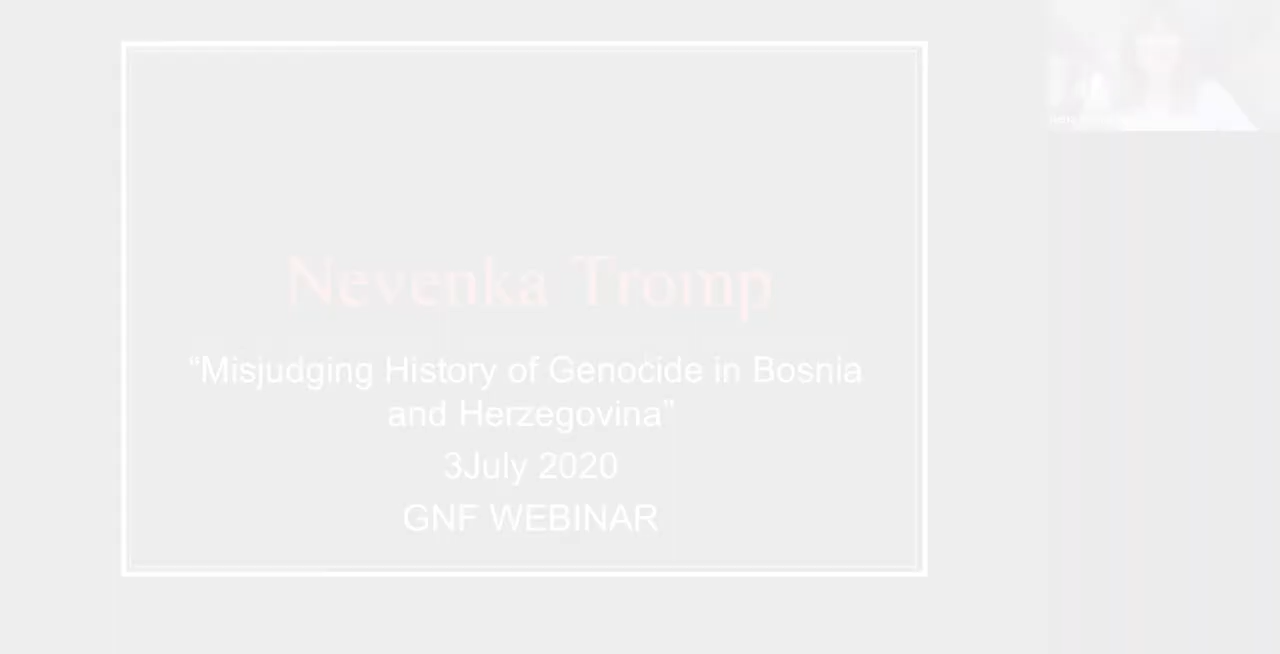 Nevenka Tromp
“Misjudging History of Genocide in Bosnia
and Herzegovina”
3July 2020
GNF WEBINAR